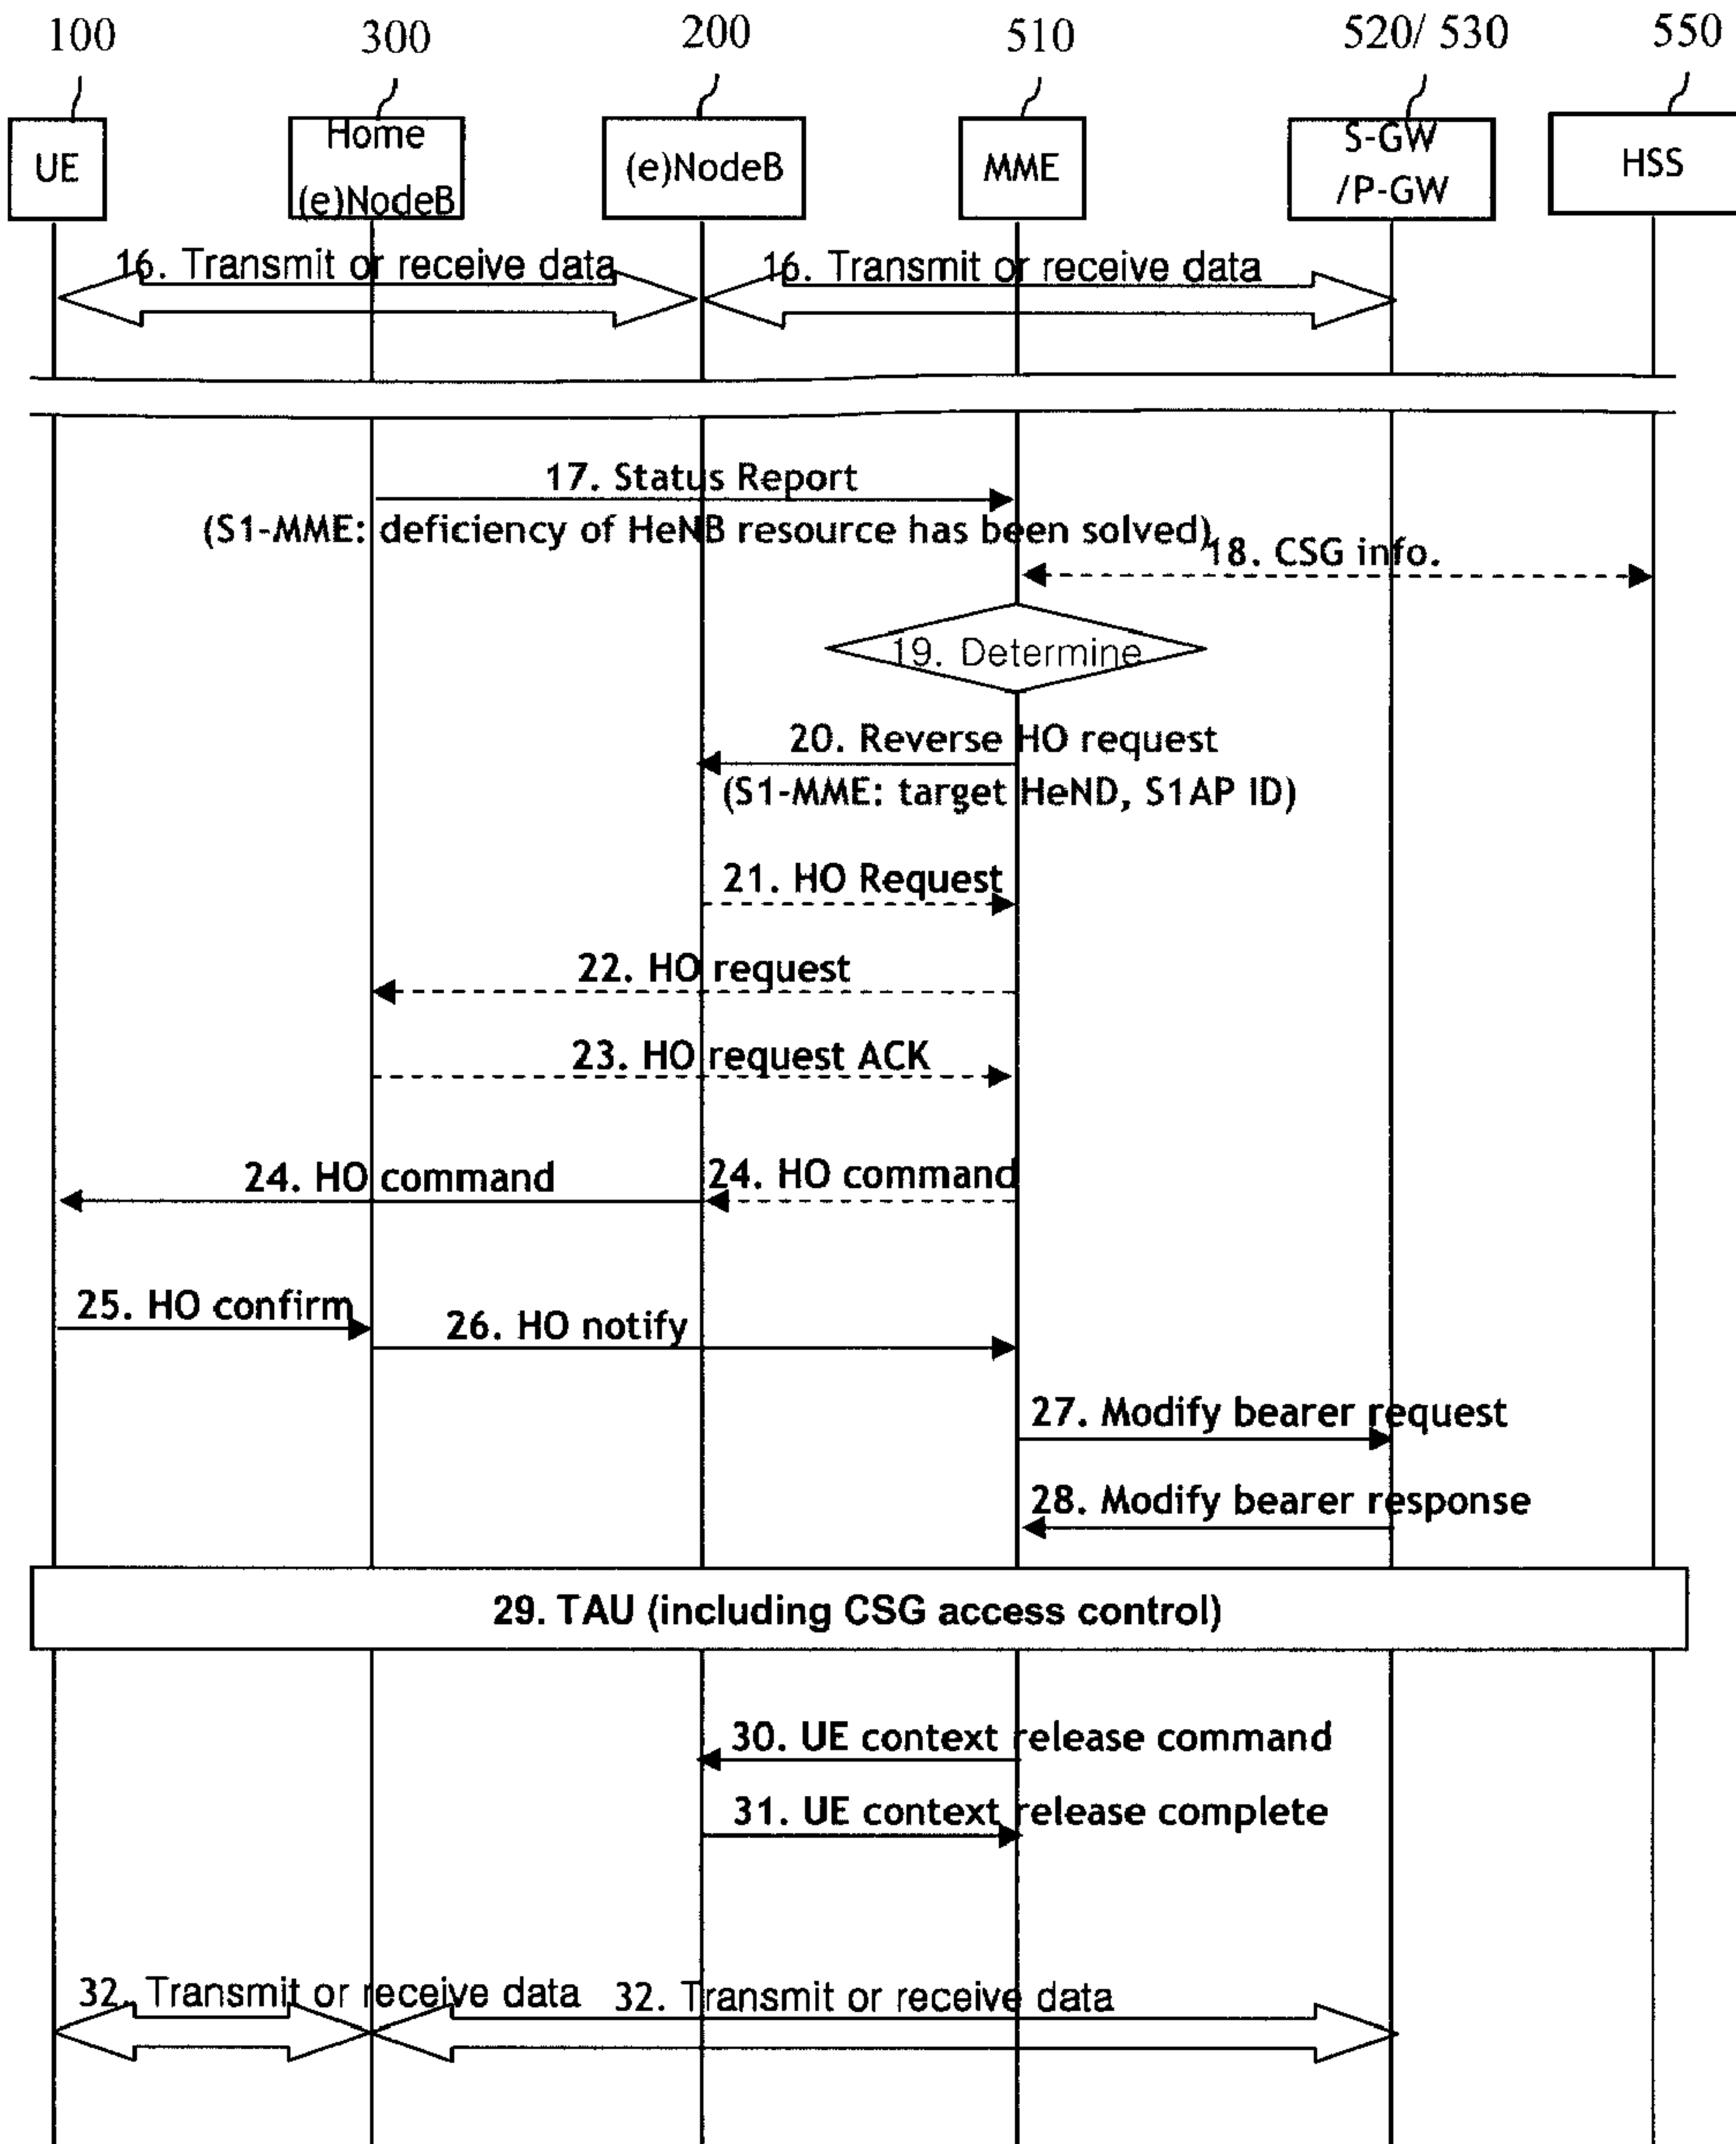 100
300
200
510
520/ 530
550
UE
Home
(e)NodeB
(e)NodeB
MME
S-GW
/P-GW
HSS
16. Transmit or receive data
16. Transmit or receive data
17. Status Report
(S1-MME: deficiency of HeNB resource has been solved)
18. CSG info.
19. Determine
20. Reverse HO request
(S1-MME: target HeND, S1AP ID)
21. HO Request
22. HO request
23. HO request ACK
24. HO command
24. HO command
25. HO confirm
26. HO notify
27. Modify bearer request
28. Modify bearer response
29. TAU (including CSG access control)
30. UE context release command
31. UE context release complete
32. Transmit or receive data
32. Transmit or receive data